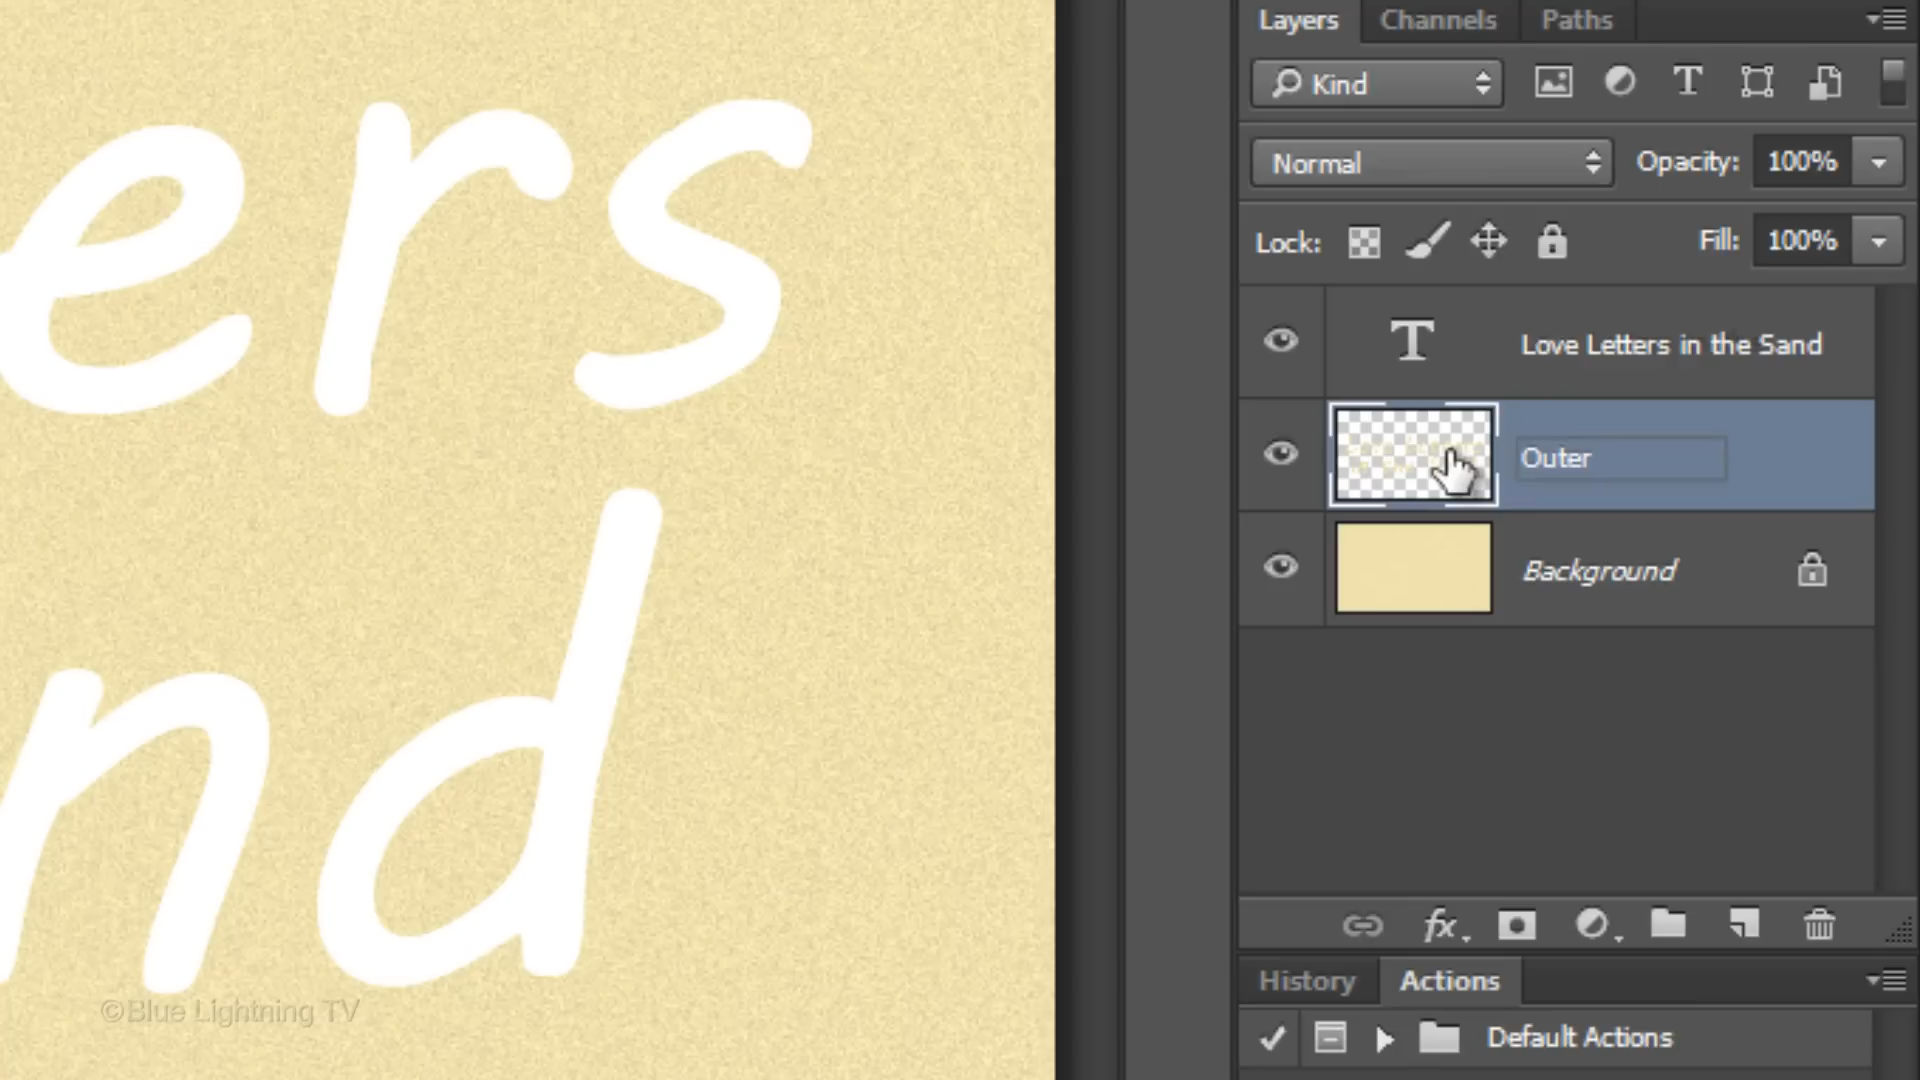 Layers Channels Paths
Kind T
Normal Opacity: 100%
Lock: Fill: 100%
T Love Letters in the Sand
Outer
Background
fx
History Actions
Default Actions
ers
nd
©Blue Lightning TV